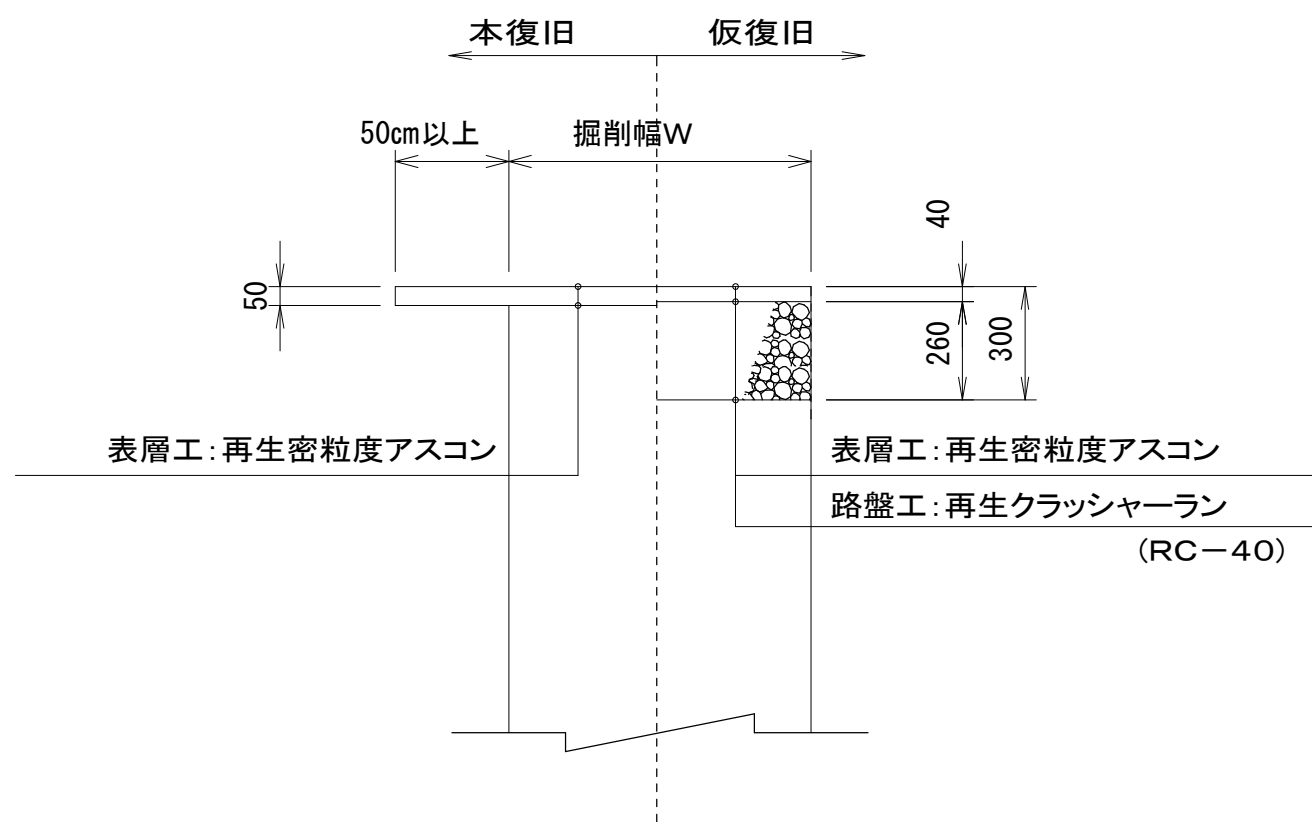 本復旧
仮復旧
50cm以上
掘削幅W
40
50
260
300
表層工:再生密粒度アスコン
表層工:再生密粒度アスコン
路盤工:再生クラッシャーラン
(RC-40)